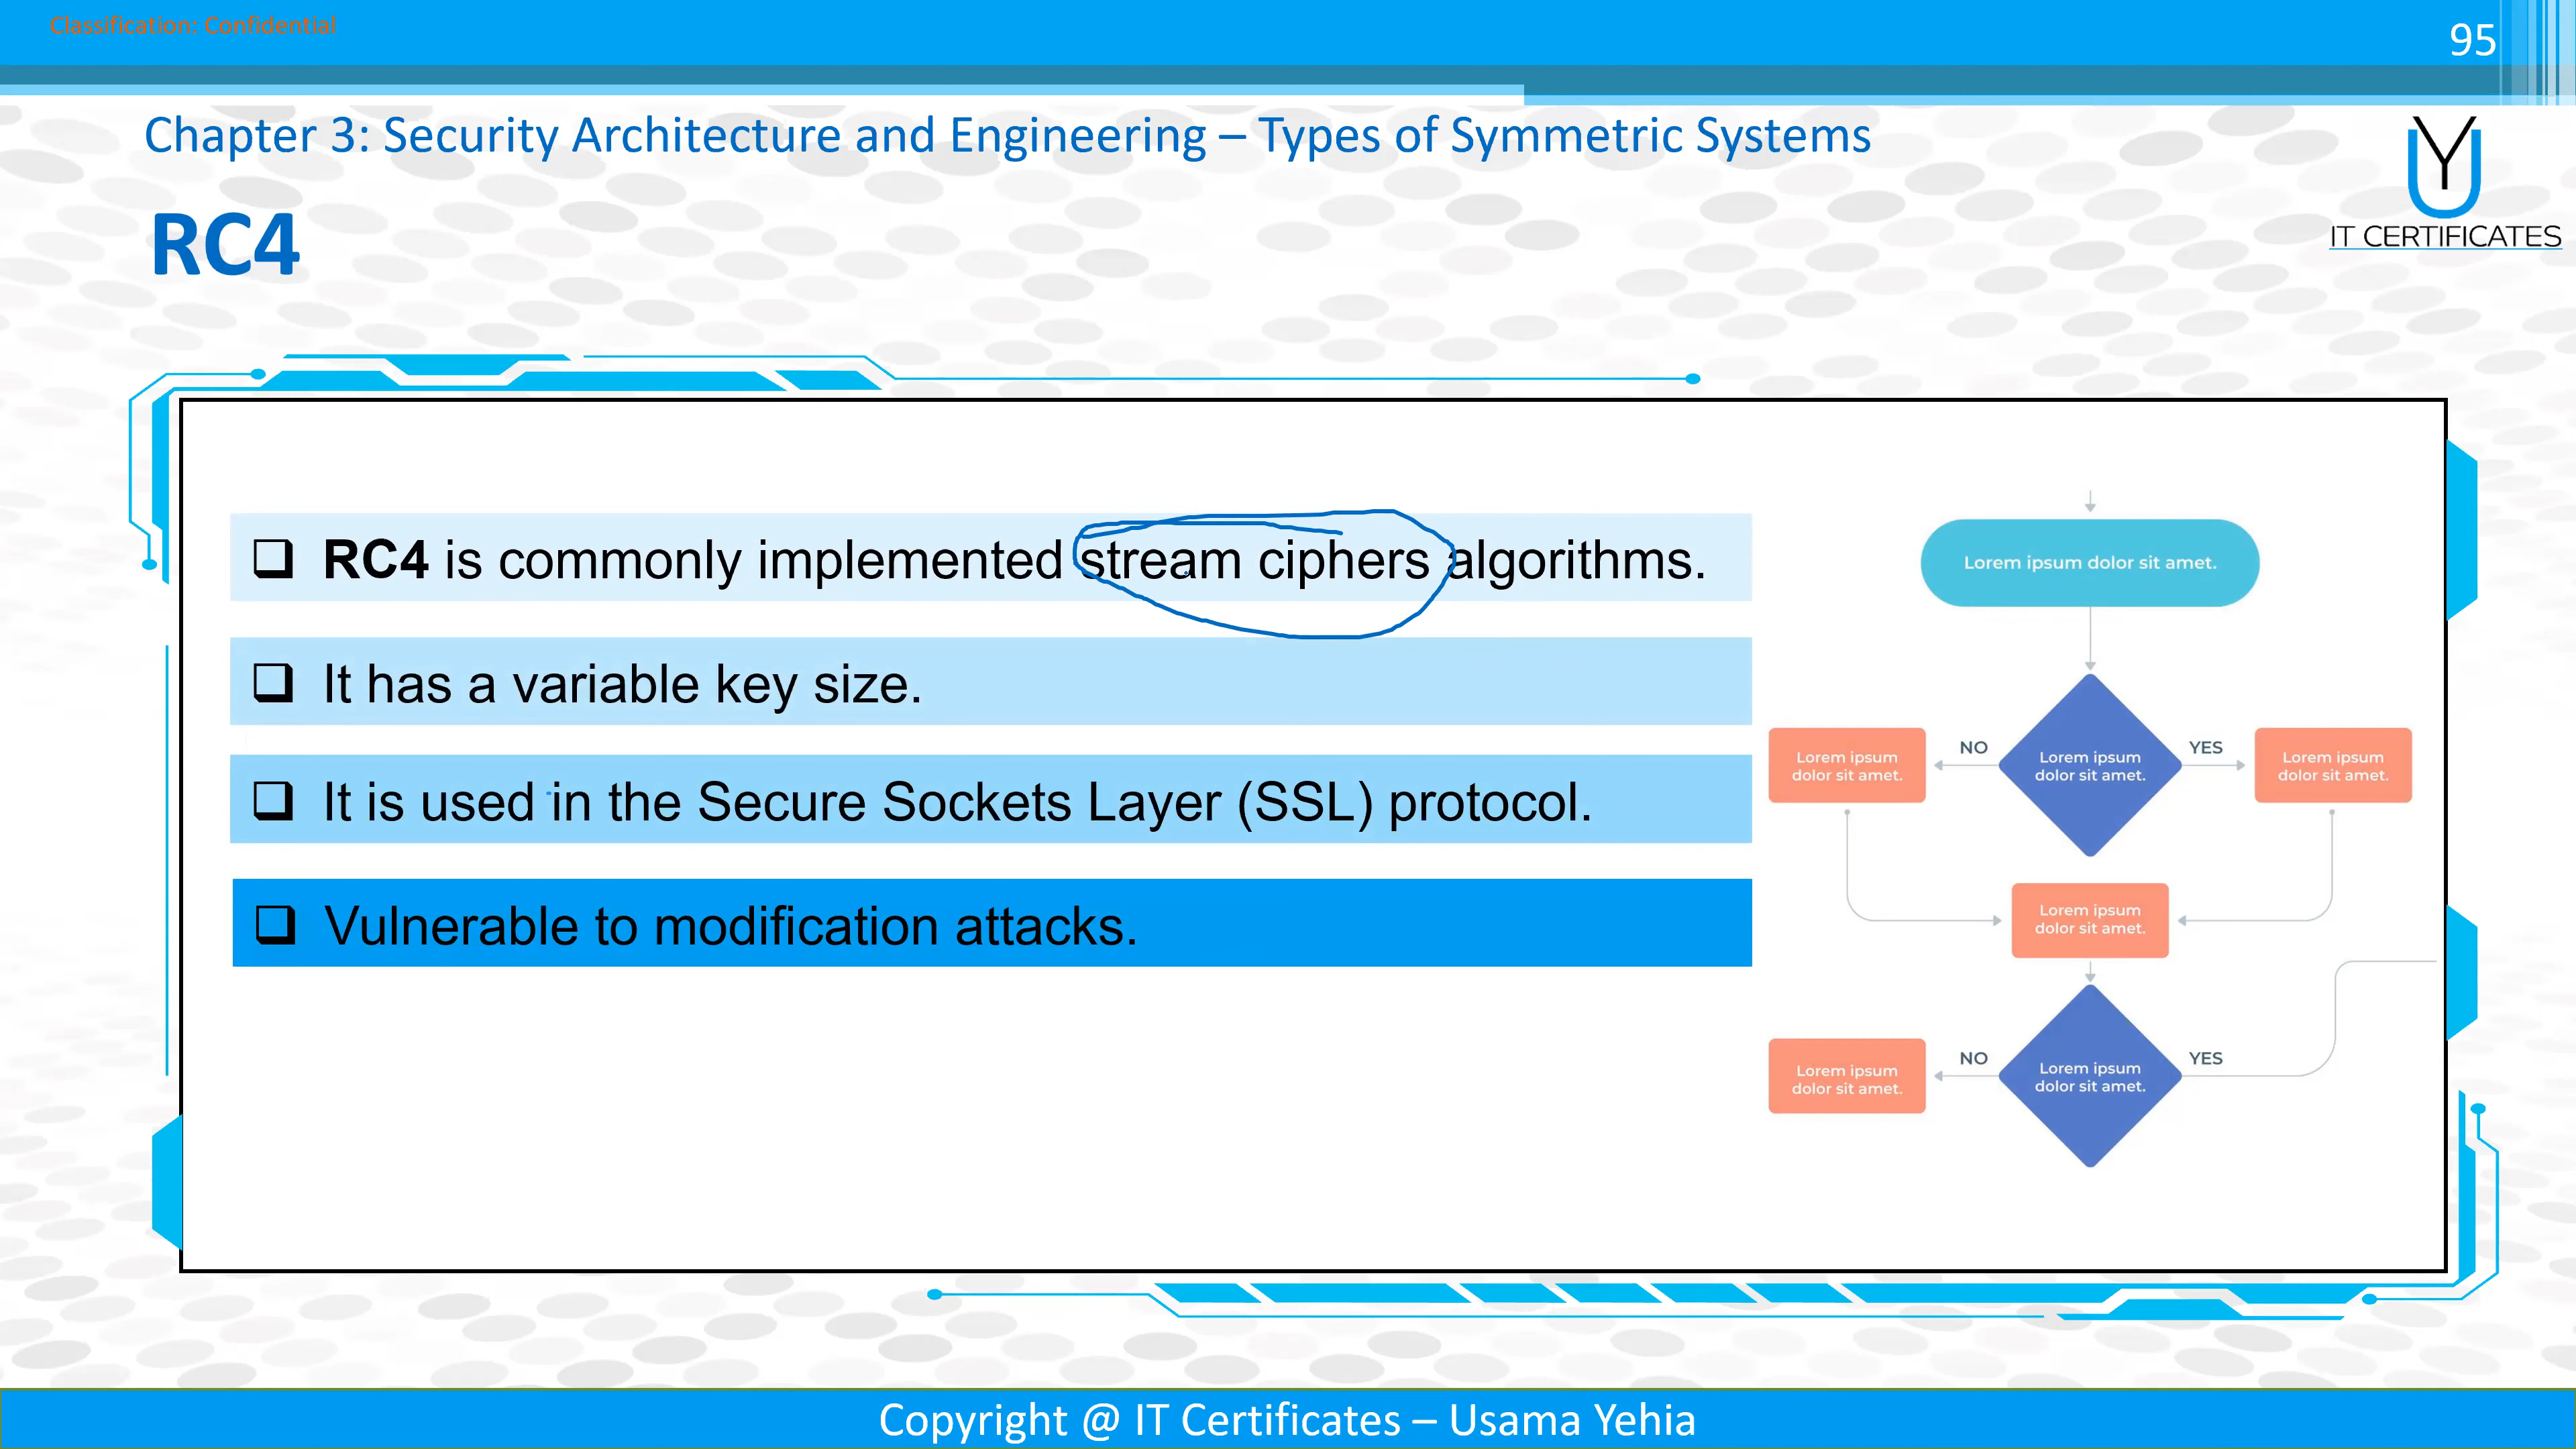 Classification: Confidential
95
Chapter 3: Security Architecture and Engineering – Types of Symmetric Systems
UY
IT CERTIFICATES
RC4
❑ RC4 is commonly implemented stream ciphers algorithms.
❑ It has a variable key size.
❑ It is used in the Secure Sockets Layer (SSL) protocol.
❑ Vulnerable to modification attacks.
Lorem ipsum dolor sit amet.
Lorem ipsum
dolor sit amet.
NO
Lorem ipsum
dolor sit amet.
YES
Lorem ipsum
dolor sit amet.
Lorem ipsum
dolor sit amet.
Lorem ipsum
dolor sit amet.
NO
Lorem ipsum
dolor sit amet.
YES
Copyright @ IT Certificates – Usama Yehia